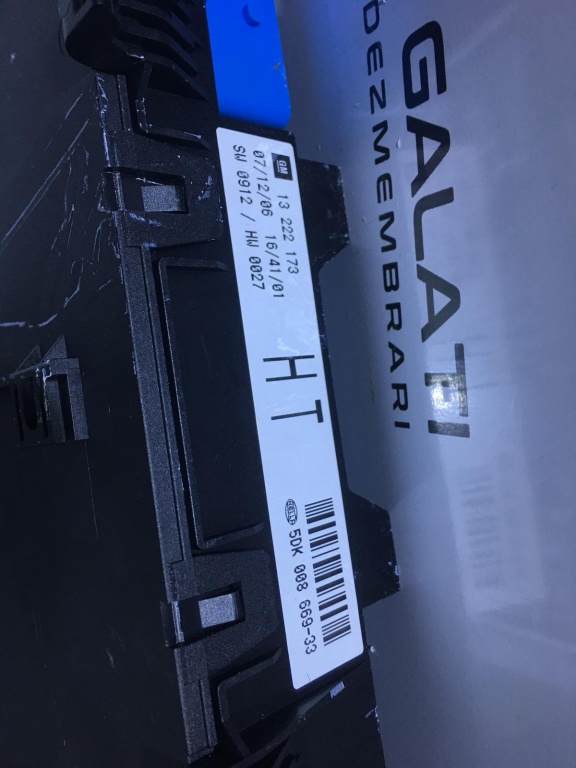 GM 13 222 173
07/12/06 16/41/01
SW 0912 / HW 0027
HT
HELLA 5DK 008 669-33
GALATI
DEZMEMBRARI